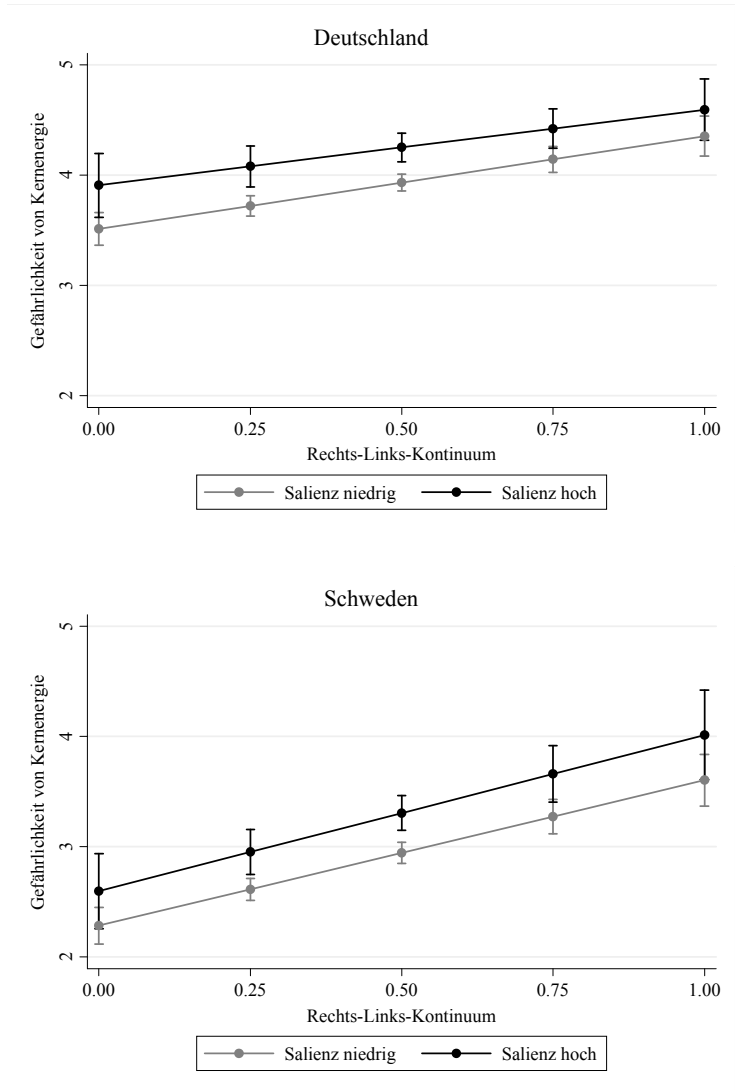 Deutschland
5
4
3
2
Gefährlichkeit von Kernenergie
0.00 0.25 0.50 0.75 1.00
Rechts-Links-Kontinuum
Salienz niedrig Salienz hoch
Schweden
5
4
3
2
Gefährlichkeit von Kernenergie
0.00 0.25 0.50 0.75 1.00
Rechts-Links-Kontinuum
Salienz niedrig Salienz hoch